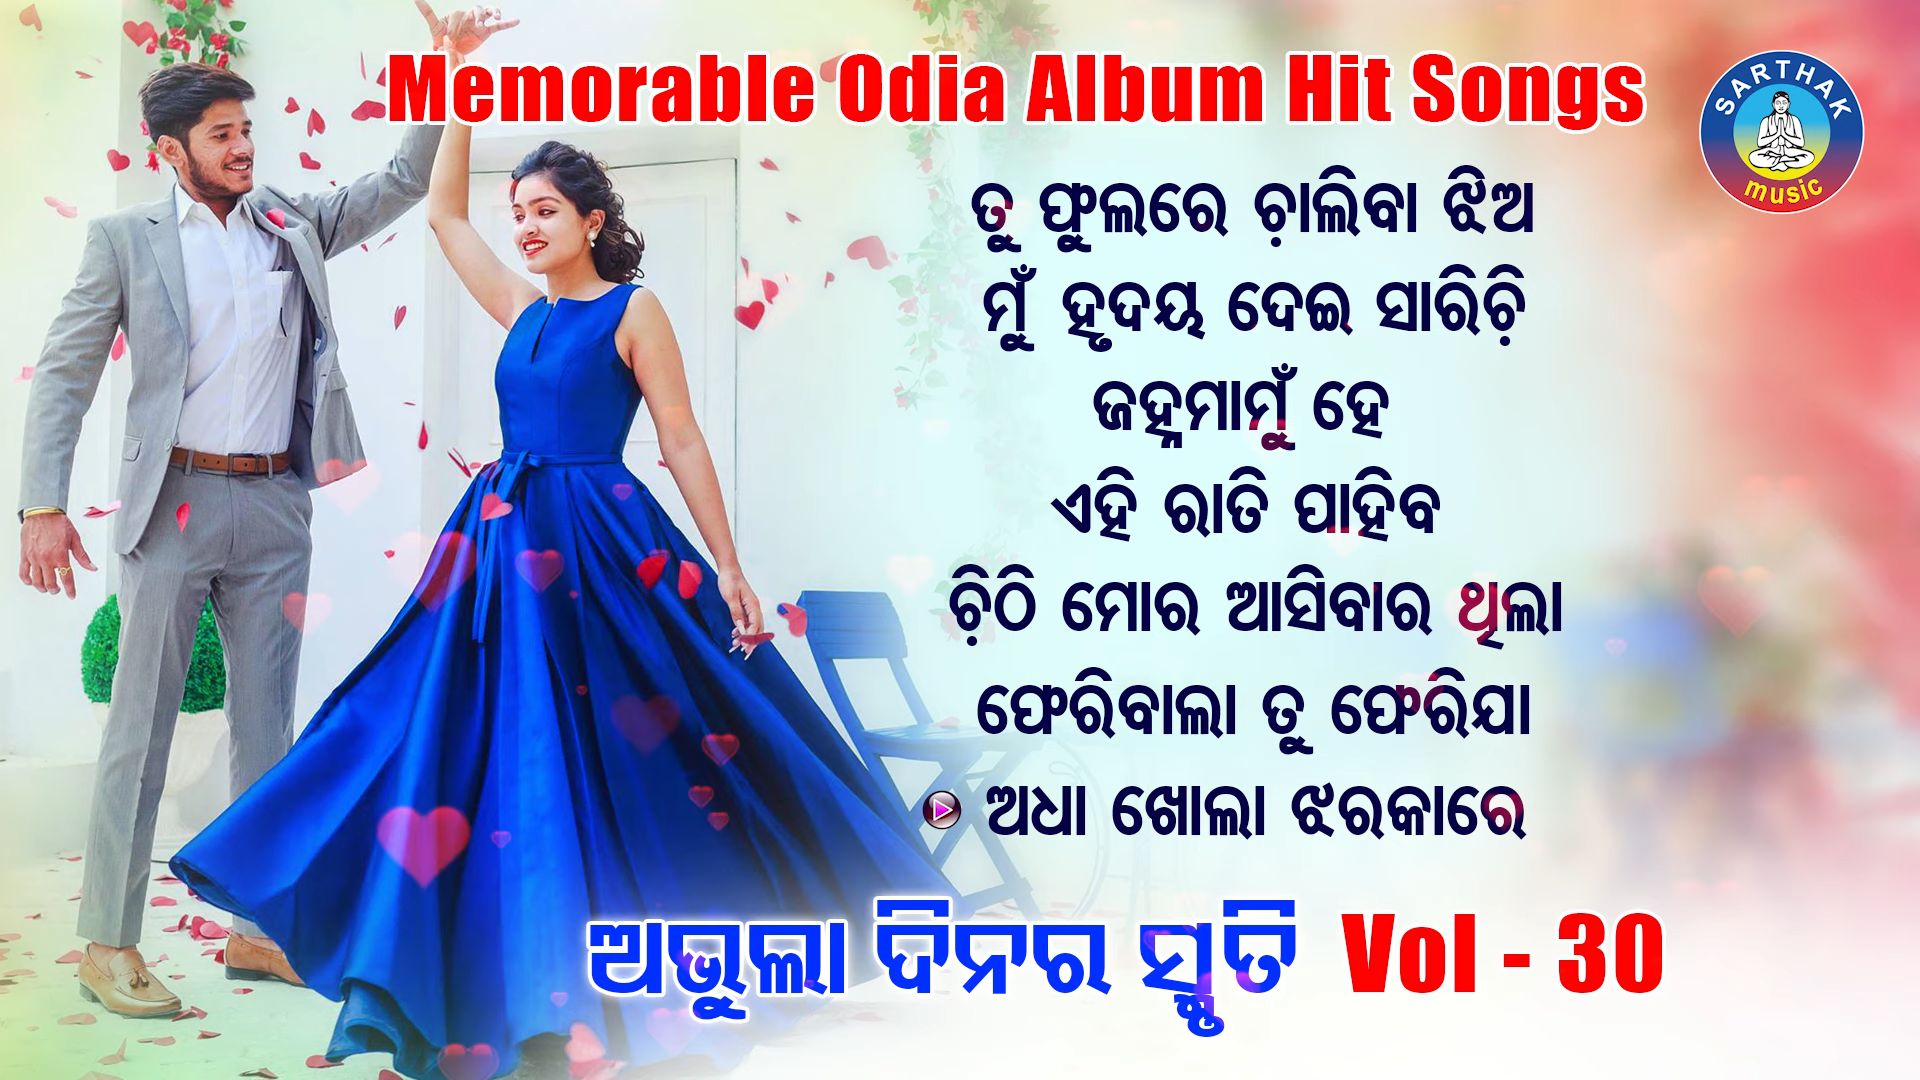 Memorable Odia Album Hit Songs
SARTHAK
music
ତୁ ଫୁଲରେ ଚ଼ାଲିବା ଝିଅ
ମୁଁ ହୃଦୟ ଦେଇ ସାରିଚ଼ି
ଜହ୍ନମାମୁଁ ହେ
ଏହି ରାତି ପାହିବ
ଚ଼ିଠି ମୋର ଆସିବାର ଥିଲା
ଫେରିବାଲା ତୁ ଫେରିଯା
ଅଧା ଖୋଲା ଝରକାରେ
ଅଭୁଲା ଦିନର ସ୍ମୃତି Vol - 30